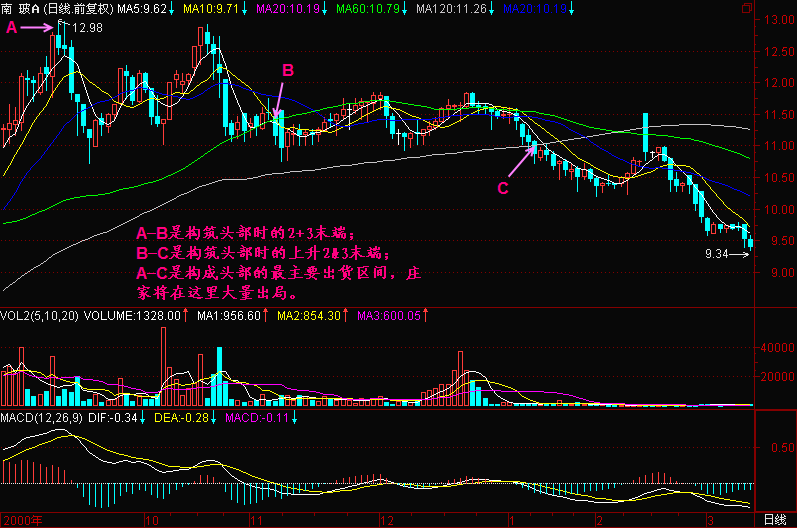 南 玻A (日线.前复权) MA5:9.62↓ MA10:9.71↓ MA20:10.19↓ MA60:10.79↓ MA120:11.26↓ MA20:10.19↓
A
12.98
13.00
12.50
12.00
B
11.50
11.00
10.50
C
10.00
A-B是构筑头部时的2+3末端；
9.50
B-C是构筑头部时的上升2&3末端；
9.34
A-C是构成头部的最主要出货区间，庄
9.00
家将在这里大量出局。
VOL2(5,10,20) VOLUME:1328.00↑ MA1:956.60↑ MA2:854.30↑ MA3:600.05↑
40000
20000
MACD(12,26,9) DIF:-0.34↓ DEA:-0.28↓ MACD:-0.11↓
0.50
0.00
2000年 10 11 12 1 2 3 日线